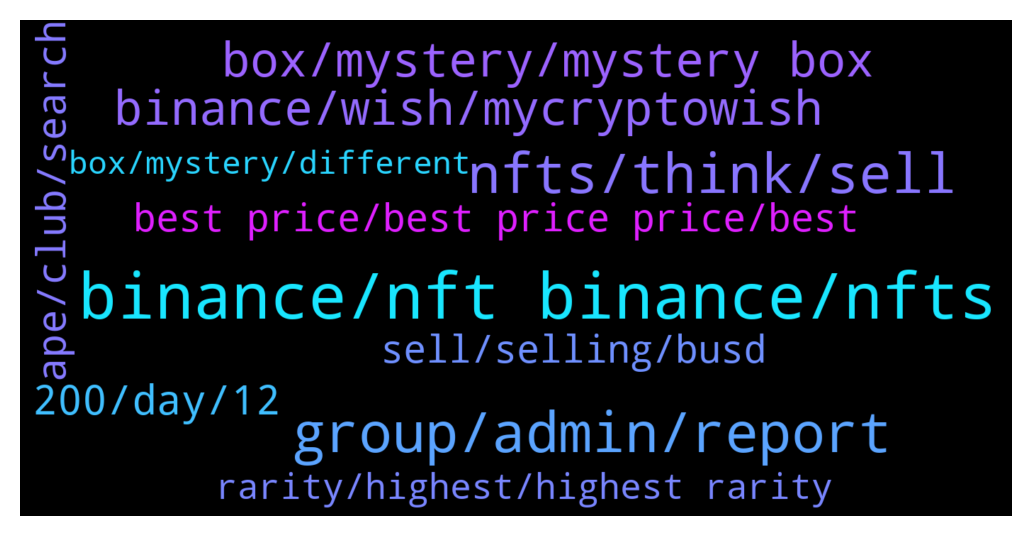 box/mystery/mystery box
binance/wish/mycryptowish
box/mystery/different
nfts/think/sell
best price/best price price/best
ape/club/search
binance/nft binance/nfts
sell/selling/busd
200/day/12
group/admin/report
rarity/highest/highest rarity